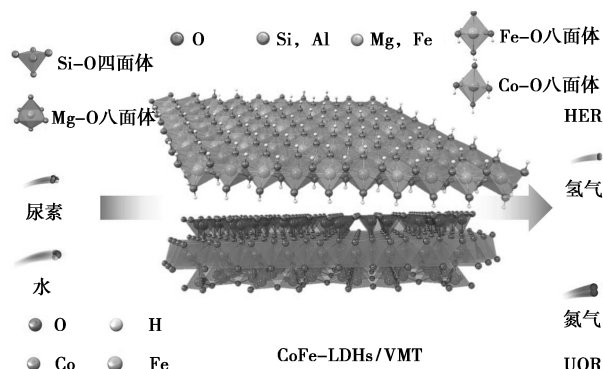 O
Si, Al
Mg, Fe
Si-O四面体
Mg-O八面体
Fe-O八面体
Co-O八面体
HER
尿素
氢气
水
氮气
O
H
Co
Fe
CoFe-LDHs/VMT
UOR